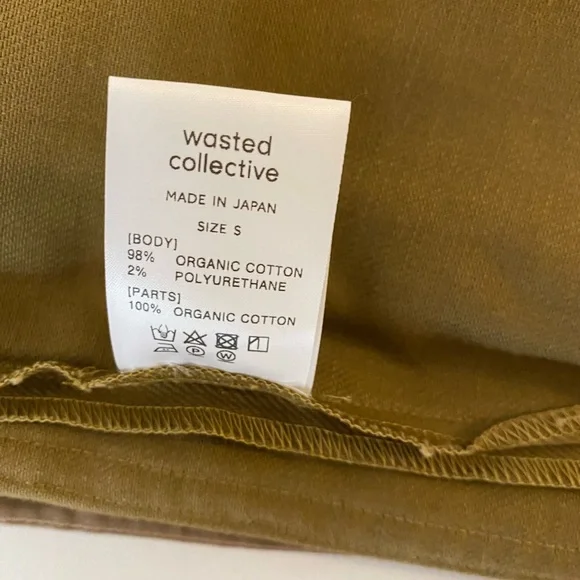 wasted
collective
MADE IN JAPAN
SIZE S
[BODY]
98% ORGANIC COTTON
2% POLYURETHANE
[PARTS]
100% ORGANIC COTTON
P W